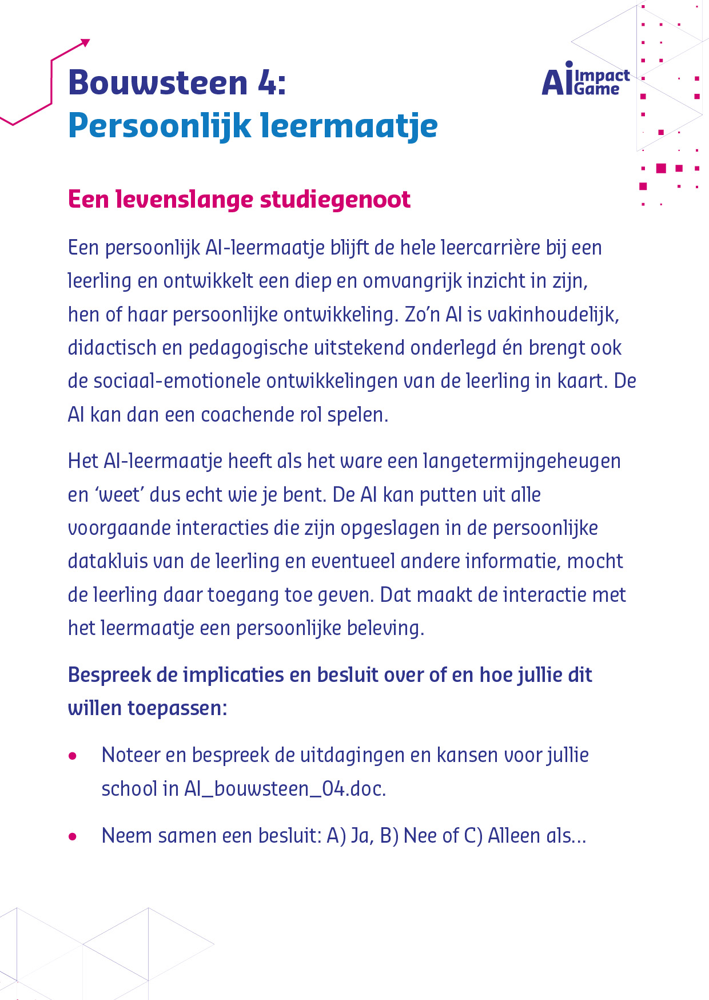 Bouwsteen 4:
Persoonlijk leermaatje
Ai Impact
Game
Een levenslange studiegenoot
Een persoonlijk AI-leermaatje blijft de hele leercarrière bij een
leerling en ontwikkelt een diep en omvangrijk inzicht in zijn,
hen of haar persoonlijke ontwikkeling. Zo’n AI is vakinhoudelijk,
didactisch en pedagogische uitstekend onderlegd én brengt ook
de sociaal-emotionele ontwikkelingen van de leerling in kaart. De
AI kan dan een coachende rol spelen.
Het AI-leermaatje heeft als het ware een langetermijngeheugen
en ‘weet’ dus echt wie je bent. De AI kan putten uit alle
voorgaande interacties die zijn opgeslagen in de persoonlijke
datakluis van de leerling en eventueel andere informatie, mocht
de leerling daar toegang toe geven. Dat maakt de interactie met
het leermaatje een persoonlijke beleving.
Bespreek de implicaties en besluit over of en hoe jullie dit
willen toepassen:
• Noteer en bespreek de uitdagingen en kansen voor jullie
school in AI_bouwsteen_04.doc.
• Neem samen een besluit: A) Ja, B) Nee of C) Alleen als...